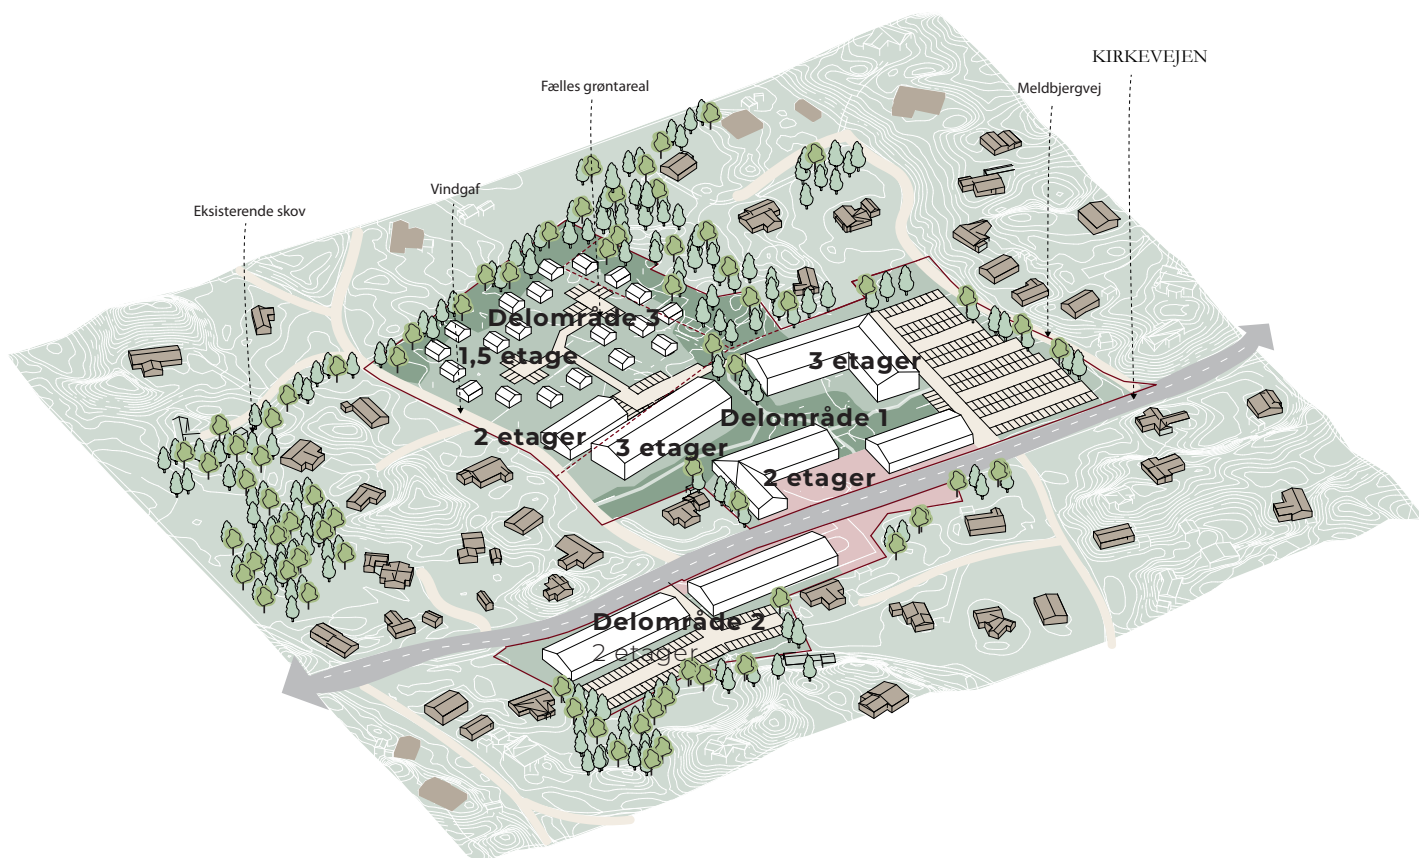 KIRKEVEJEN
Fælles grøntareal
Meldbjergvej
Vindgaf
Eksisterende skov
Delområde 3
1,5 etage
3 etager
Delområde 1
2 etager
3 etager
2 etager
Delområde 2
2 etager